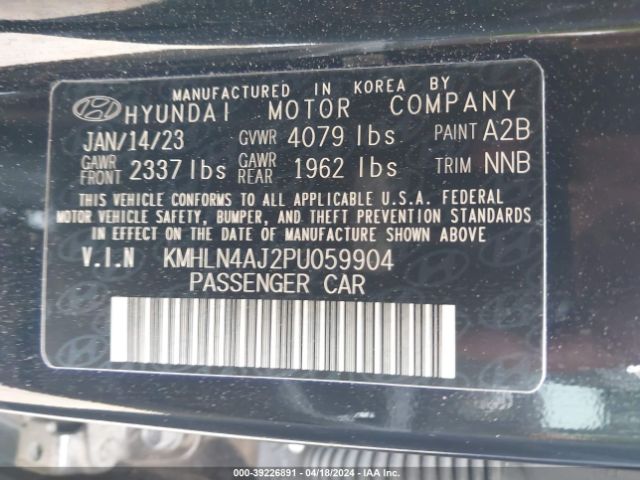 MANUFACTURED IN KOREA BY
HYUNDAI MOTOR COMPANY
JAN/14/23 GVWR 4079 lbs PAINT A2B
GAWR FRONT 2337 lbs GAWR REAR 1962 lbs TRIM NNB
THIS VEHICLE CONFORMS TO ALL APPLICABLE U.S.A. FEDERAL
MOTOR VEHICLE SAFETY, BUMPER, AND THEFT PREVENTION STANDARDS
IN EFFECT ON THE DATE OF MANUFACTURE SHOWN ABOVE.
V.I.N KMHLN4AJ2PU059904
PASSENGER CAR
000-39226891 - 04/18/2024 - IAA Inc.